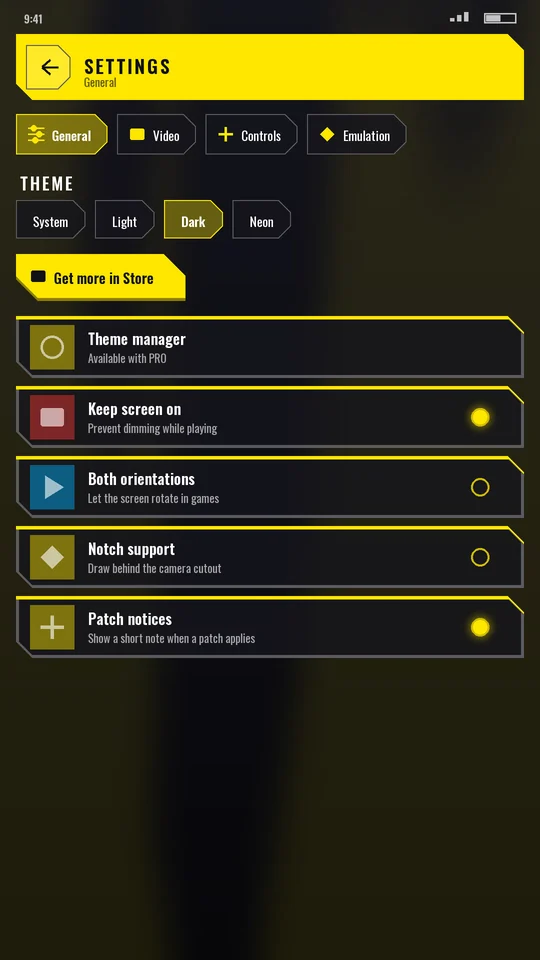 9:41
SETTINGS
General
General
Video
Controls
Emulation
THEME
System
Light
Dark
Neon
Get more in Store
Theme manager
Available with PRO
Keep screen on
Prevent dimming while playing
Both orientations
Let the screen rotate in games
Notch support
Draw behind the camera cutout
Patch notices
Show a short note when a patch applies